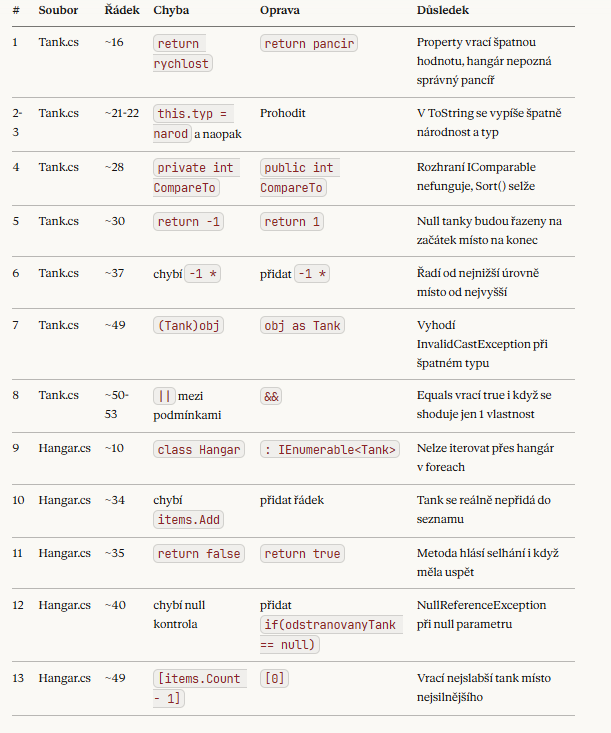 # Soubor Řádek Chyba Oprava Důsledek
1 Tank.cs ~16 return return pancir Property vrací špatnou
rychlost hodnotu, hangár nepozná
správný pancíř
2- Tank.cs ~21-22 this.typ = Prohodit V ToString se vypíše špatně
3 narod a naopak národnost a typ
4 Tank.cs ~28 private int public int Rozhraní IComparable
CompareTo CompareTo nefunguje, Sort() selže
5 Tank.cs ~30 return -1 return 1 Null tanky budou řazeny na
začátek místo na konec
6 Tank.cs ~37 chybí -1 * přidat -1 * Řadí od nejnižší úrovně
místo od nejvyšší
7 Tank.cs ~49 (Tank)obj obj as Tank Vyhodí
InvalidCastException při
špatném typu
8 Tank.cs ~50- || mezi && Equals vrací true i když se
53 podmínkami shoduje jen 1 vlastnost
9 Hangar.cs ~10 class Hangar : IEnumerable<Tank> Nelze iterovat přes hangár
v foreach
10 Hangar.cs ~34 chybí přidat řádek Tank se reálně nepřidá do
items.Add seznamu
11 Hangar.cs ~35 return false return true Metoda hlásí selhání i když
měla uspět
12 Hangar.cs ~40 chybí null přidat NullReferenceException
kontrola if(odstranovanyTank při null parametru
== null)
13 Hangar.cs ~49 [items.Count [0] Vrací nejslabší tank místo
- 1] nejsilnějšího